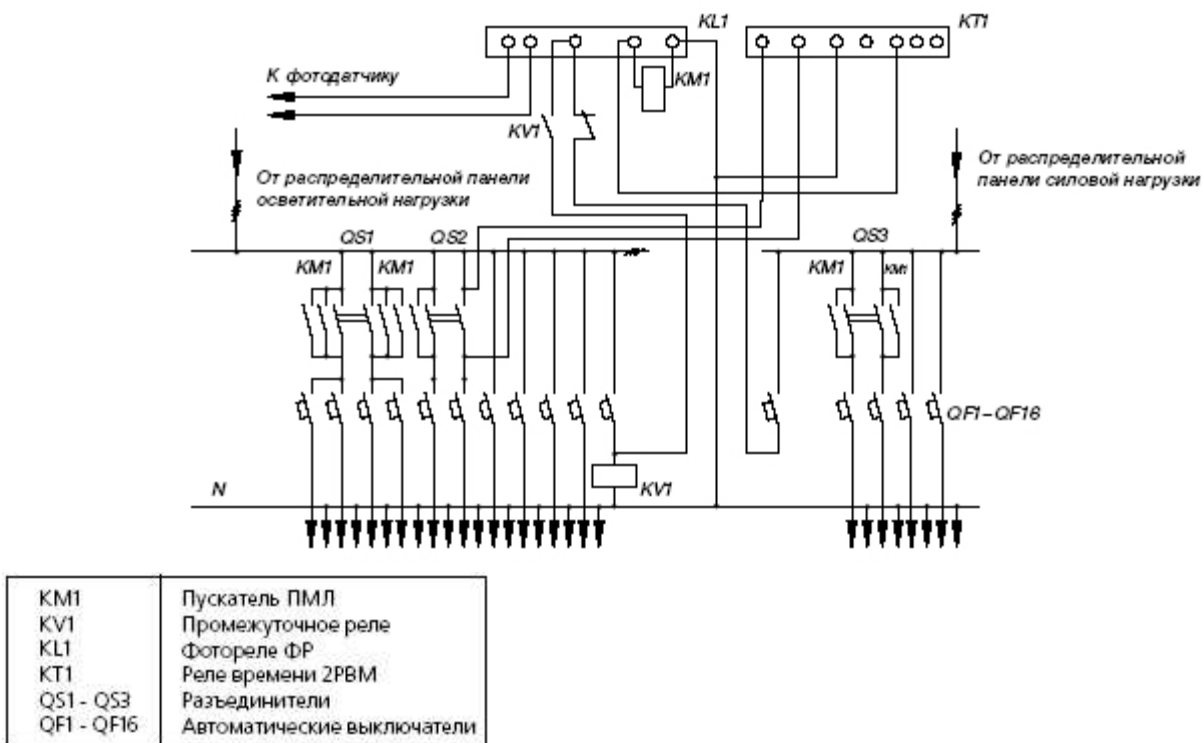 KL1
KT1
К фотодатчику
KM1
KV1
От распределительной панели
осветительной нагрузки
От распределительной
панели силовой нагрузки
QS1
QS2
QS3
KM1
KM1
KM1
KM1
QF1–QF16
N
KV1
KM1 Пускатель ПМЛ
KV1 Промежуточное реле
KL1 Фотореле ФР
KT1 Реле времени 2РВМ
QS1 - QS3 Разъединители
QF1 - QF16 Автоматические выключатели